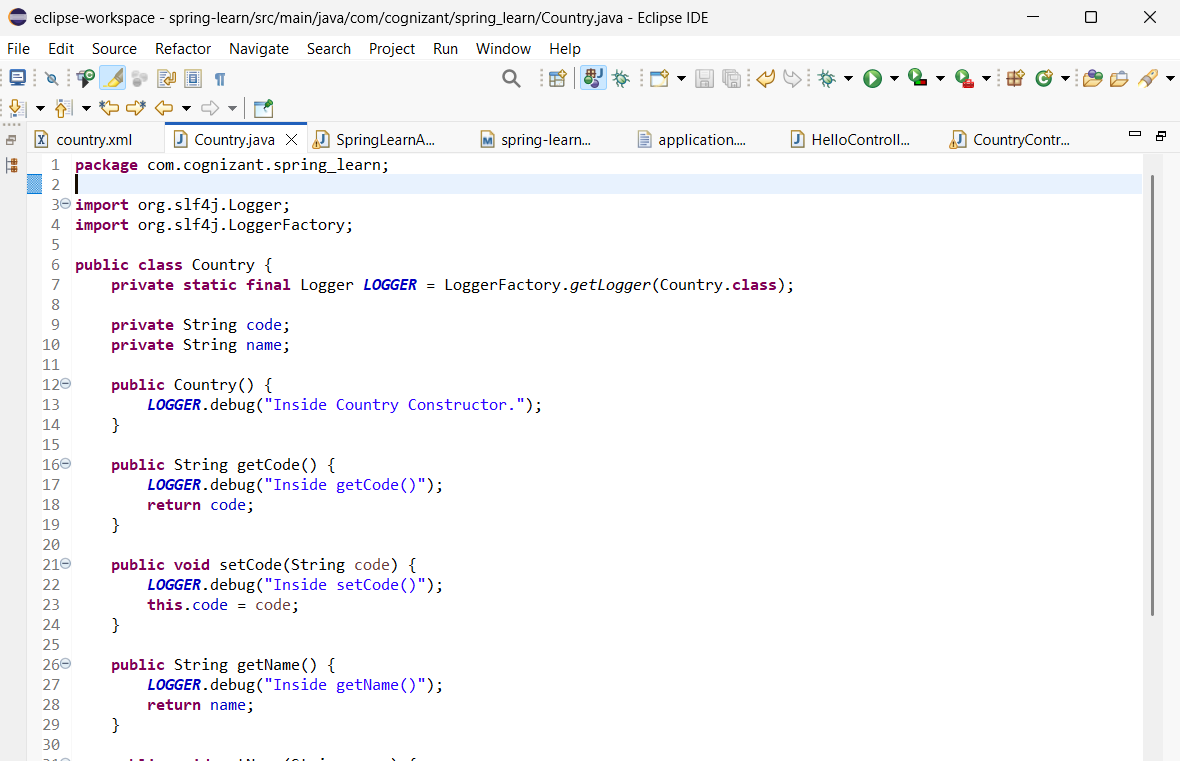 eclipse-workspace - spring-learn/src/main/java/com/cognizant/spring_learn/Country.java - Eclipse IDE
File Edit Source Refactor Navigate Search Project Run Window Help
country.xml Country.java SpringLearnA... spring-learn... application.... HelloControll... CountryContr...
1 package com.cognizant.spring_learn;
2
3 import org.slf4j.Logger;
4 import org.slf4j.LoggerFactory;
5
6 public class Country {
7 private static final Logger LOGGER = LoggerFactory.getLogger(Country.class);
8
9 private String code;
10 private String name;
11
12 public Country() {
13 LOGGER.debug("Inside Country Constructor.");
14 }
15
16 public String getCode() {
17 LOGGER.debug("Inside getCode()");
18 return code;
19 }
20
21 public void setCode(String code) {
22 LOGGER.debug("Inside setCode()");
23 this.code = code;
24 }
25
26 public String getName() {
27 LOGGER.debug("Inside getName()");
28 return name;
29 }
30